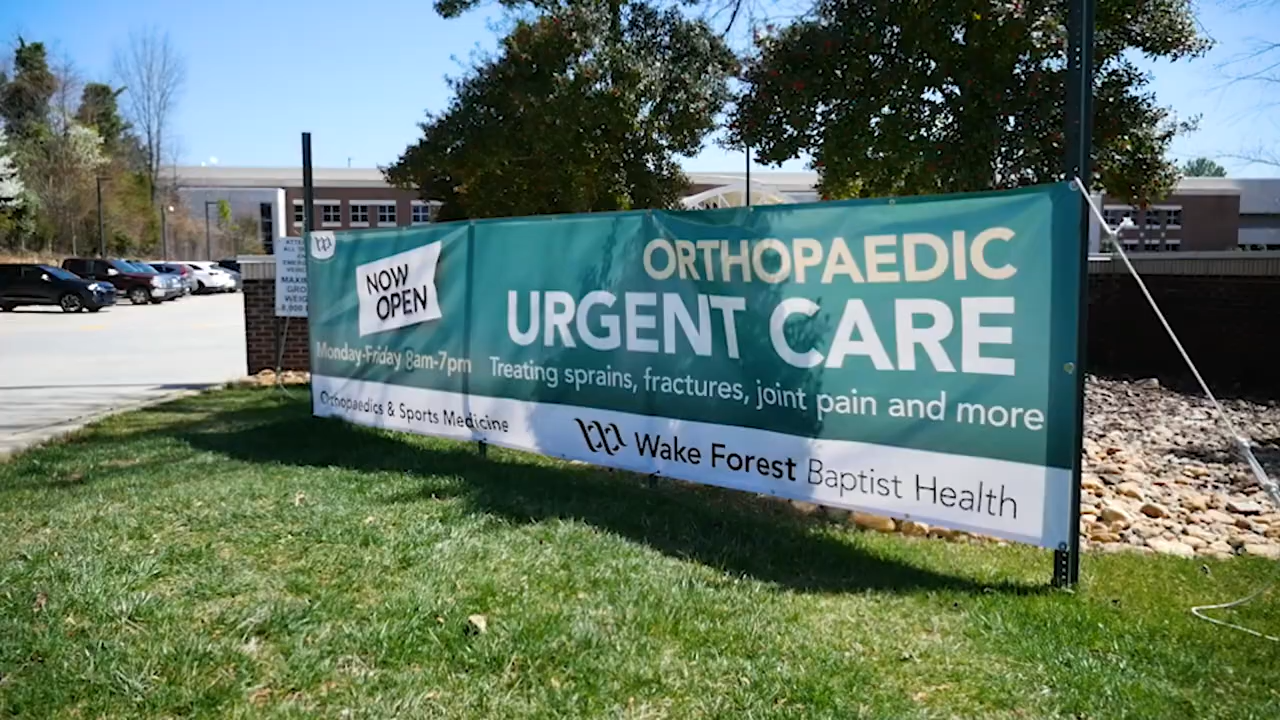 NOW
OPEN
Monday-Friday 8am-7pm
Orthopaedics & Sports Medicine
ORTHOPAEDIC
URGENT CARE
Treating sprains, fractures, joint pain and more
Wake Forest Baptist Health